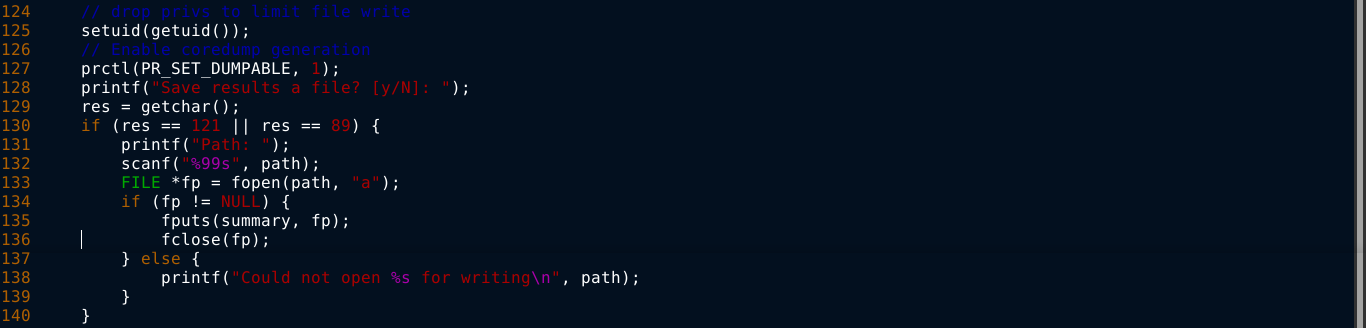 124     // drop privs to limit file write
125     setuid(getuid());
126     // Enable coredump generation
127     prctl(PR_SET_DUMPABLE, 1);
128     printf("Save results a file? [y/N]: ");
129     res = getchar();
130     if (res == 121 || res == 89) {
131         printf("Path: ");
132         scanf("%99s", path);
133         FILE *fp = fopen(path, "a");
134         if (fp != NULL) {
135             fputs(summary, fp);
136             fclose(fp);
137         } else {
138             printf("Could not open %s for writing\n", path);
139         }
140     }